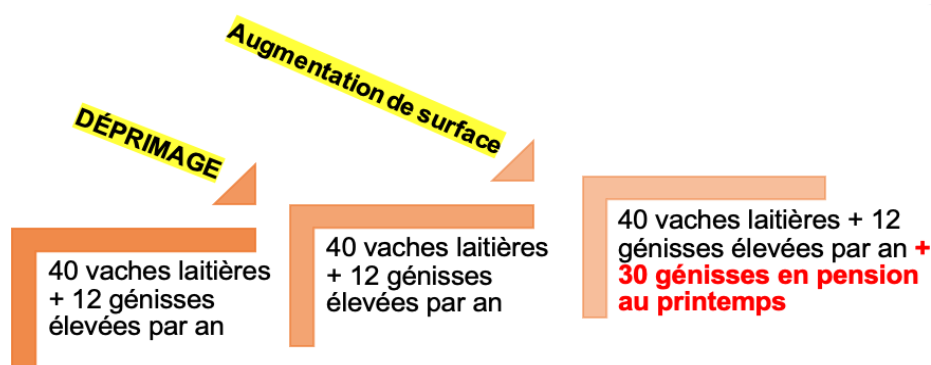 Augmentation de surface
DÉPRIMAGE
40 vaches laitières
+ 12 génisses
élevées par an
40 vaches laitières
+ 12 génisses
élevées par an
40 vaches laitières + 12
génisses élevées par an +
30 génisses en pension
au printemps